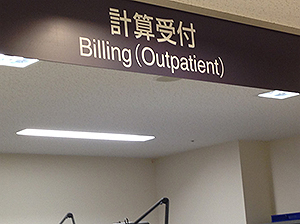 計算受付
Billing(Outpatient)